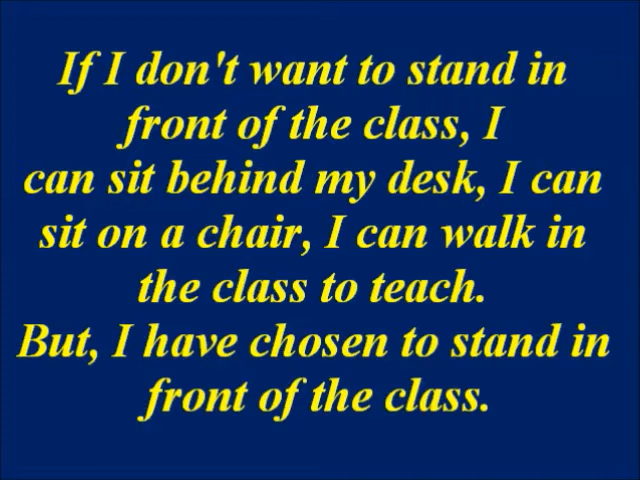 If I don't want to stand in
front of the class, I
can sit behind my desk, I can
sit on a chair, I can walk in
the class to teach.
But, I have chosen to stand in
front of the class.